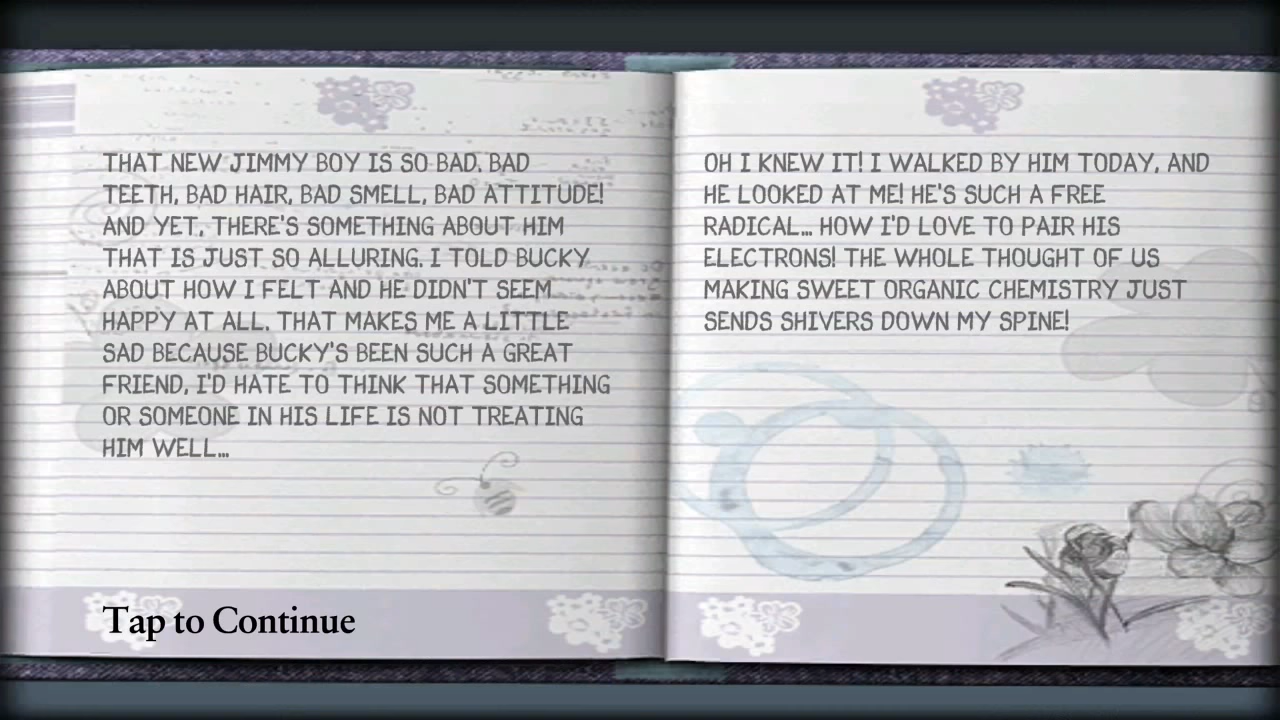 THAT NEW JIMMY BOY IS SO BAD. BAD
TEETH, BAD HAIR, BAD SMELL, BAD ATTITUDE!
AND YET, THERE'S SOMETHING ABOUT HIM
THAT IS JUST SO ALLURING. I TOLD BUCKY
ABOUT HOW I FELT AND HE DIDN'T SEEM
HAPPY AT ALL. THAT MAKES ME A LITTLE
SAD BECAUSE BUCKY'S BEEN SUCH A GREAT
FRIEND, I'D HATE TO THINK THAT SOMETHING
OR SOMEONE IN HIS LIFE IS NOT TREATING
HIM WELL...
OH I KNEW IT! I WALKED BY HIM TODAY, AND
HE LOOKED AT ME! HE'S SUCH A FREE
RADICAL... HOW I'D LOVE TO PAIR HIS
ELECTRONS! THE WHOLE THOUGHT OF US
MAKING SWEET ORGANIC CHEMISTRY JUST
SENDS SHIVERS DOWN MY SPINE!
Tap to Continue